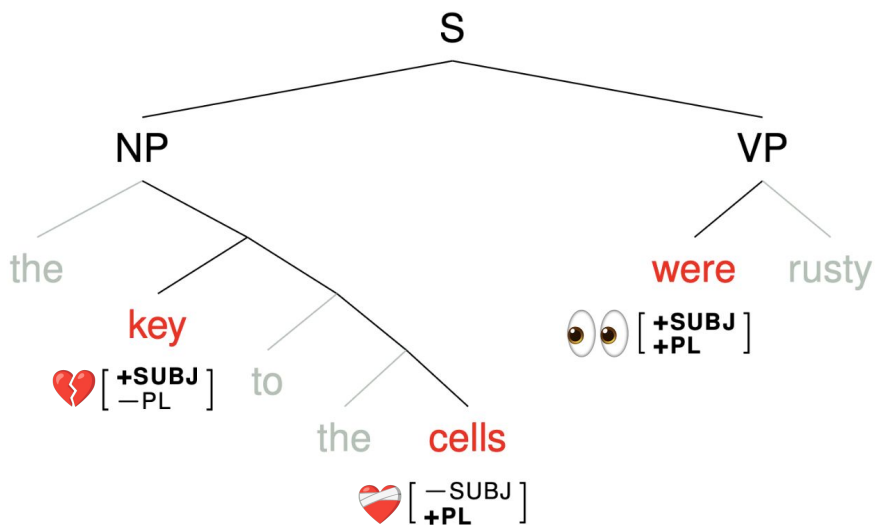 S
NP VP
the were rusty
key [+SUBJ
—PL] to [+SUBJ
+PL]
the cells
[—SUBJ
+PL]